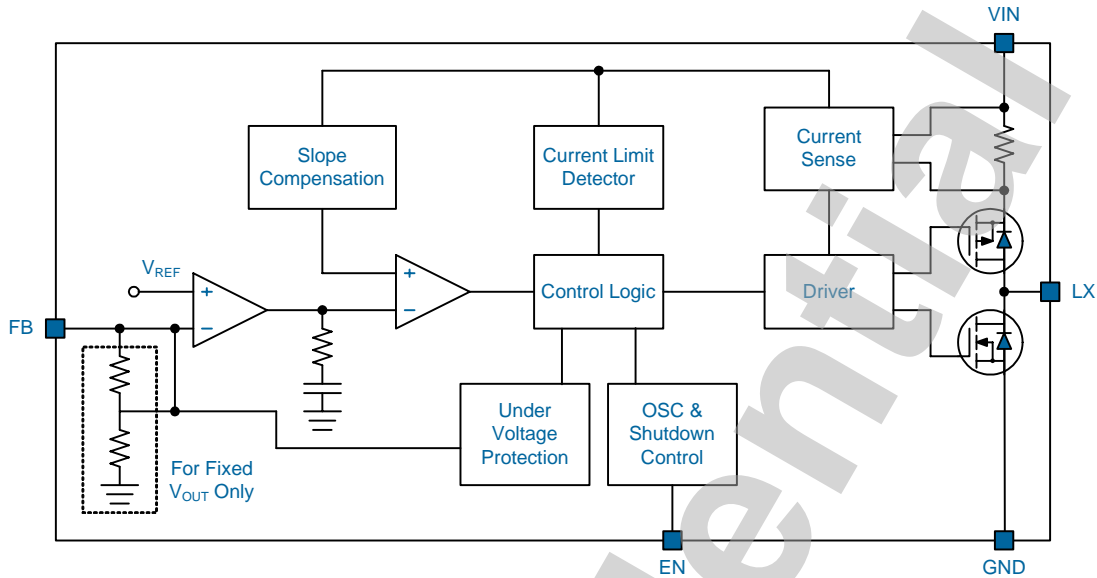 VIN
Slope
Compensation
Current Limit
Detector
Current
Sense
VREF
+
−
+
−
Control Logic
Driver
LX
FB
Under
Voltage
Protection
OSC &
Shutdown
Control
For Fixed
VOUT Only
EN
GND
dential